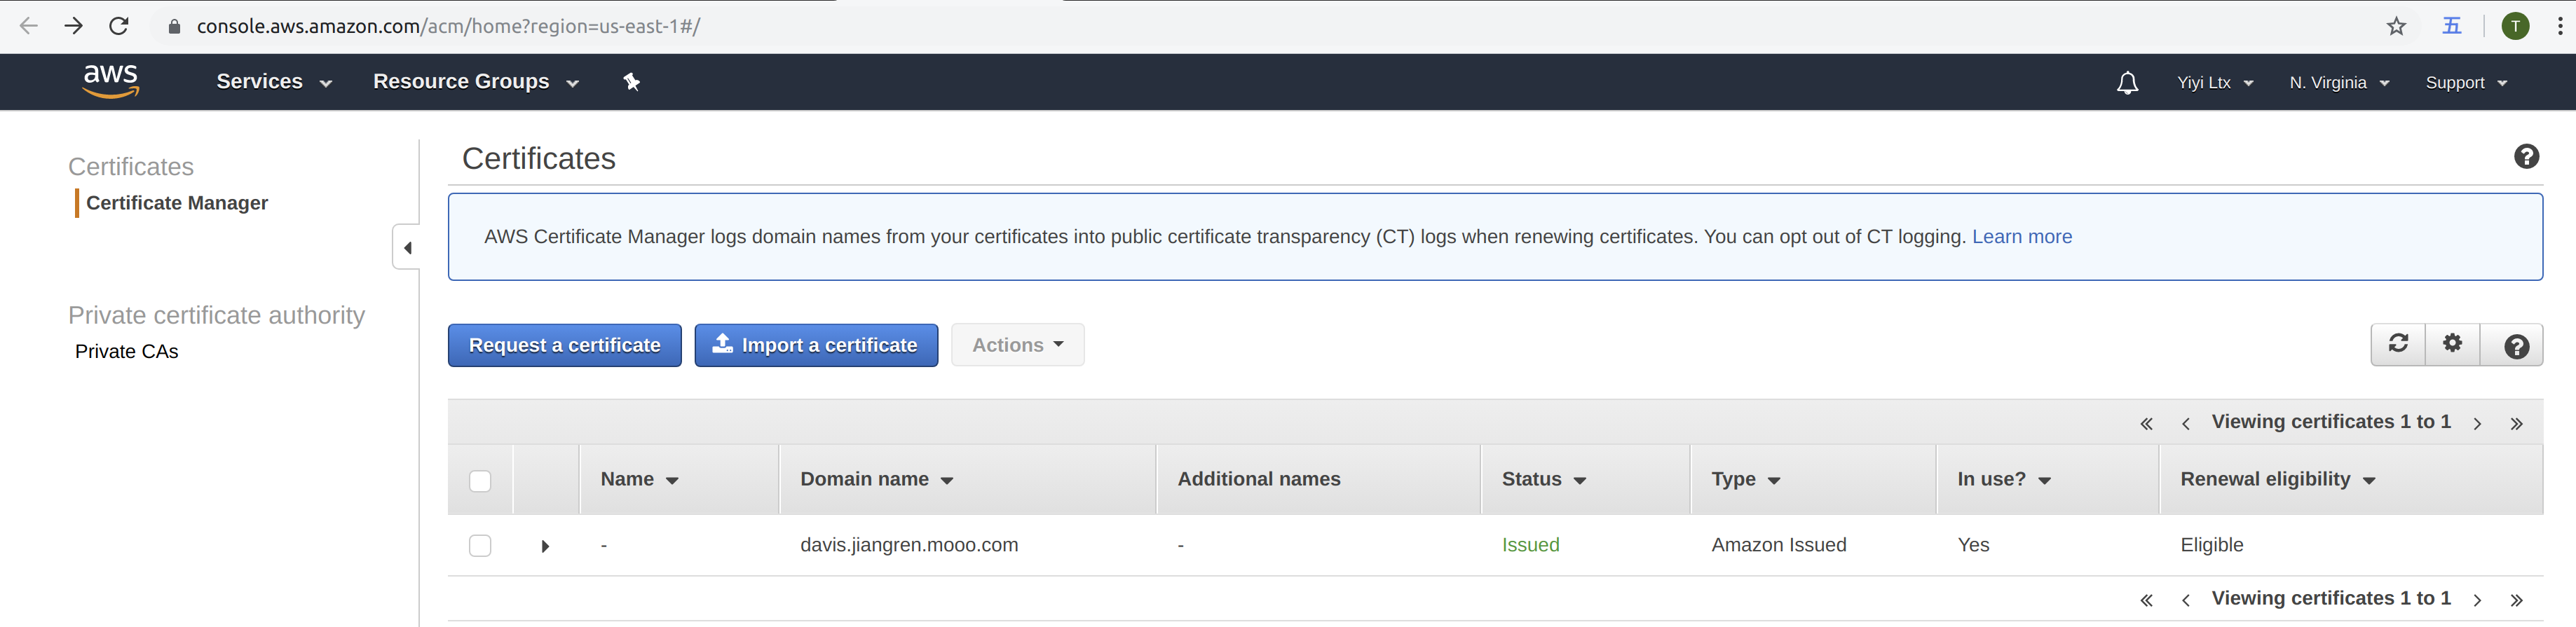 console.aws.amazon.com/acm/home?region=us-east-1#/
五
T
aws Services Resource Groups Yiyi Ltx N. Virginia Support
Certificates
Certificate Manager
Private certificate authority
Private CAs
Certificates
AWS Certificate Manager logs domain names from your certificates into public certificate transparency (CT) logs when renewing certificates. You can opt out of CT logging. Learn more
Request a certificate Import a certificate Actions
Viewing certificates 1 to 1
Name Domain name Additional names Status Type In use? Renewal eligibility
- davis.jiangren.mooo.com - Issued Amazon Issued Yes Eligible
Viewing certificates 1 to 1